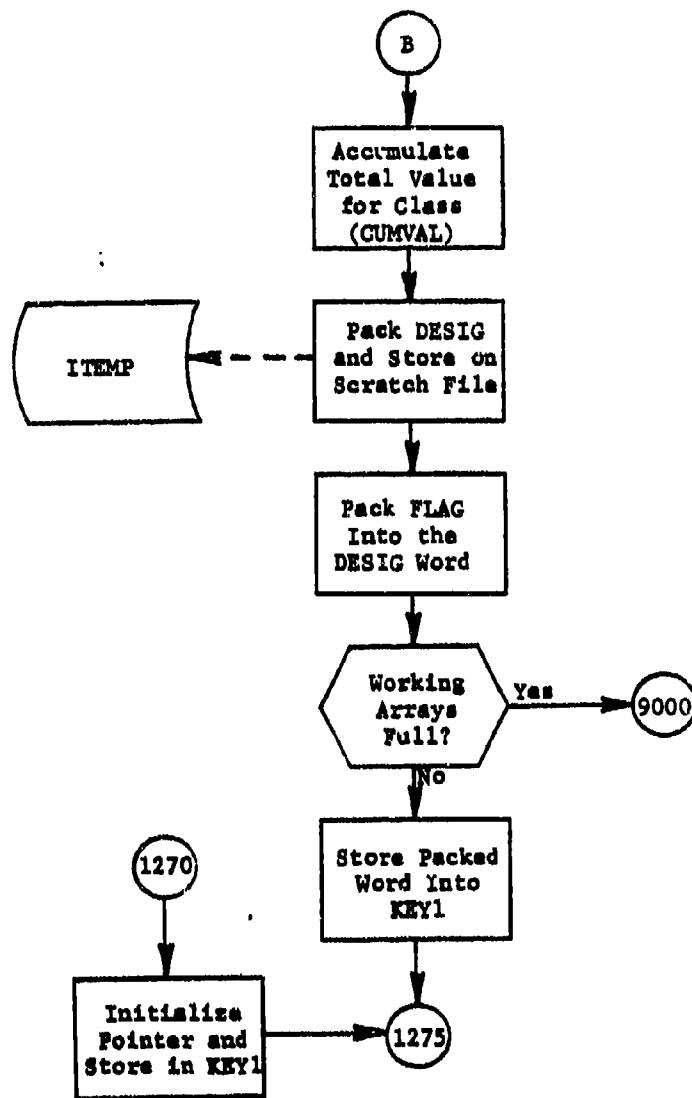 B
Accumulate
Total Value
for Class
(CUMVAL)
ITEMP
Pack DESIG
and Store on
Scratch File
Pack FLAG
Into the
DESIG Word
Working
Arrays
Full?
Yes
9000
No
Store Packed
Word Into
KEY1
1270
Initialize
Pointer and
Store in KEY1
1275